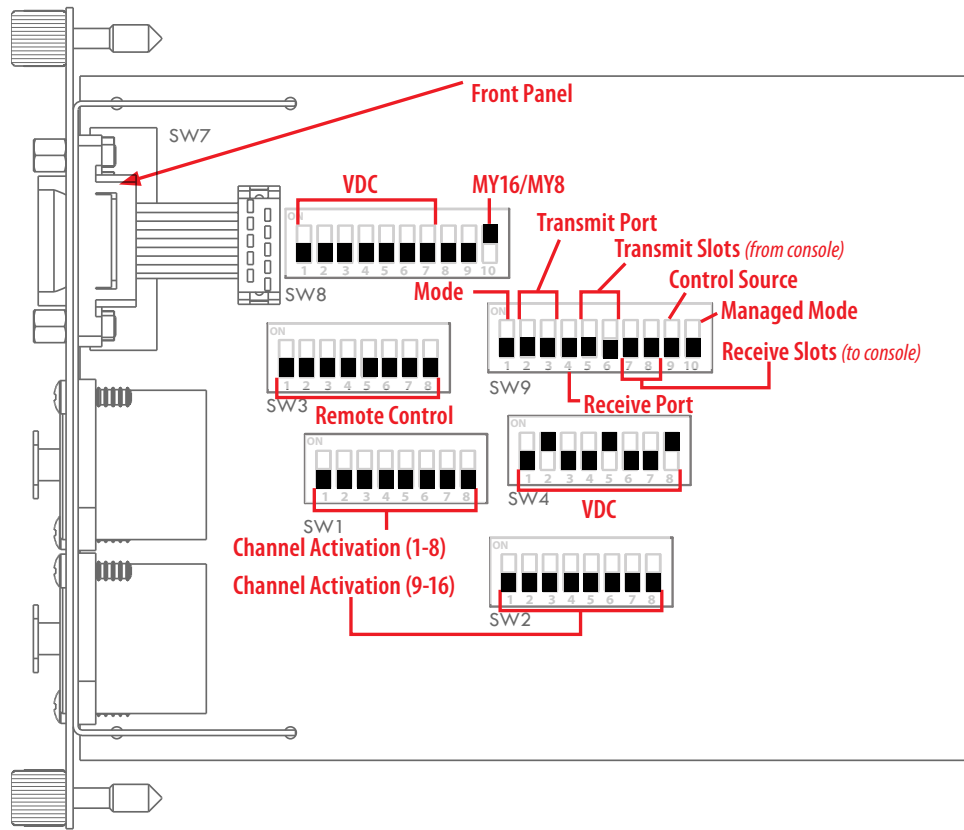 Front Panel
SW7
VDC
MY16/MY8
ON
1 2 3 4 5 6 7 8 9 10
SW8
Transmit Port
Transmit Slots (from console)
Control Source
Mode
Managed Mode
ON
1 2 3 4 5 6 7 8 9 10
SW9
Receive Slots (to console)
Receive Port
ON
1 2 3 4 5 6 7 8
SW3
Remote Control
ON
1 2 3 4 5 6 7 8
SW4
VDC
ON
1 2 3 4 5 6 7 8
SW1
Channel Activation (1-8)
Channel Activation (9-16)
ON
1 2 3 4 5 6 7 8
SW2